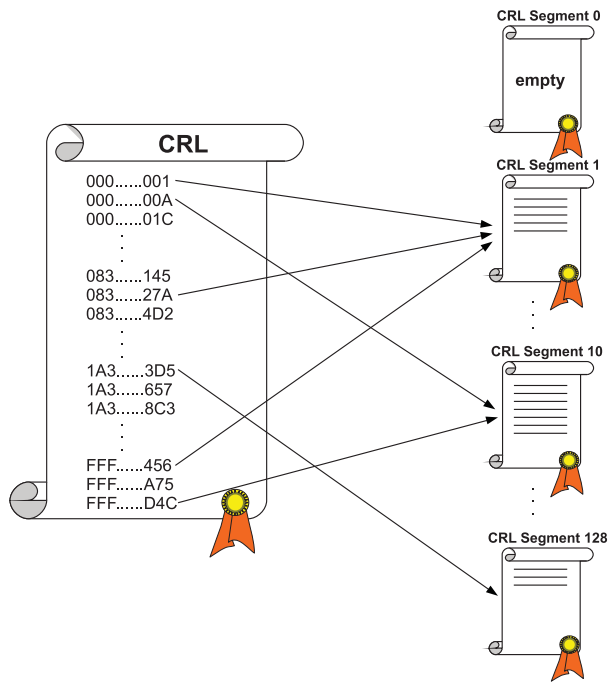 CRL Segment 0
empty
CRL
CRL Segment 1
000......001
000......00A
000......01C
083......145
083......27A
083......4D2
CRL Segment 10
1A3......3D5
1A3......657
1A3......8C3
FFF......456
FFF......A75
FFF......D4C
CRL Segment 128